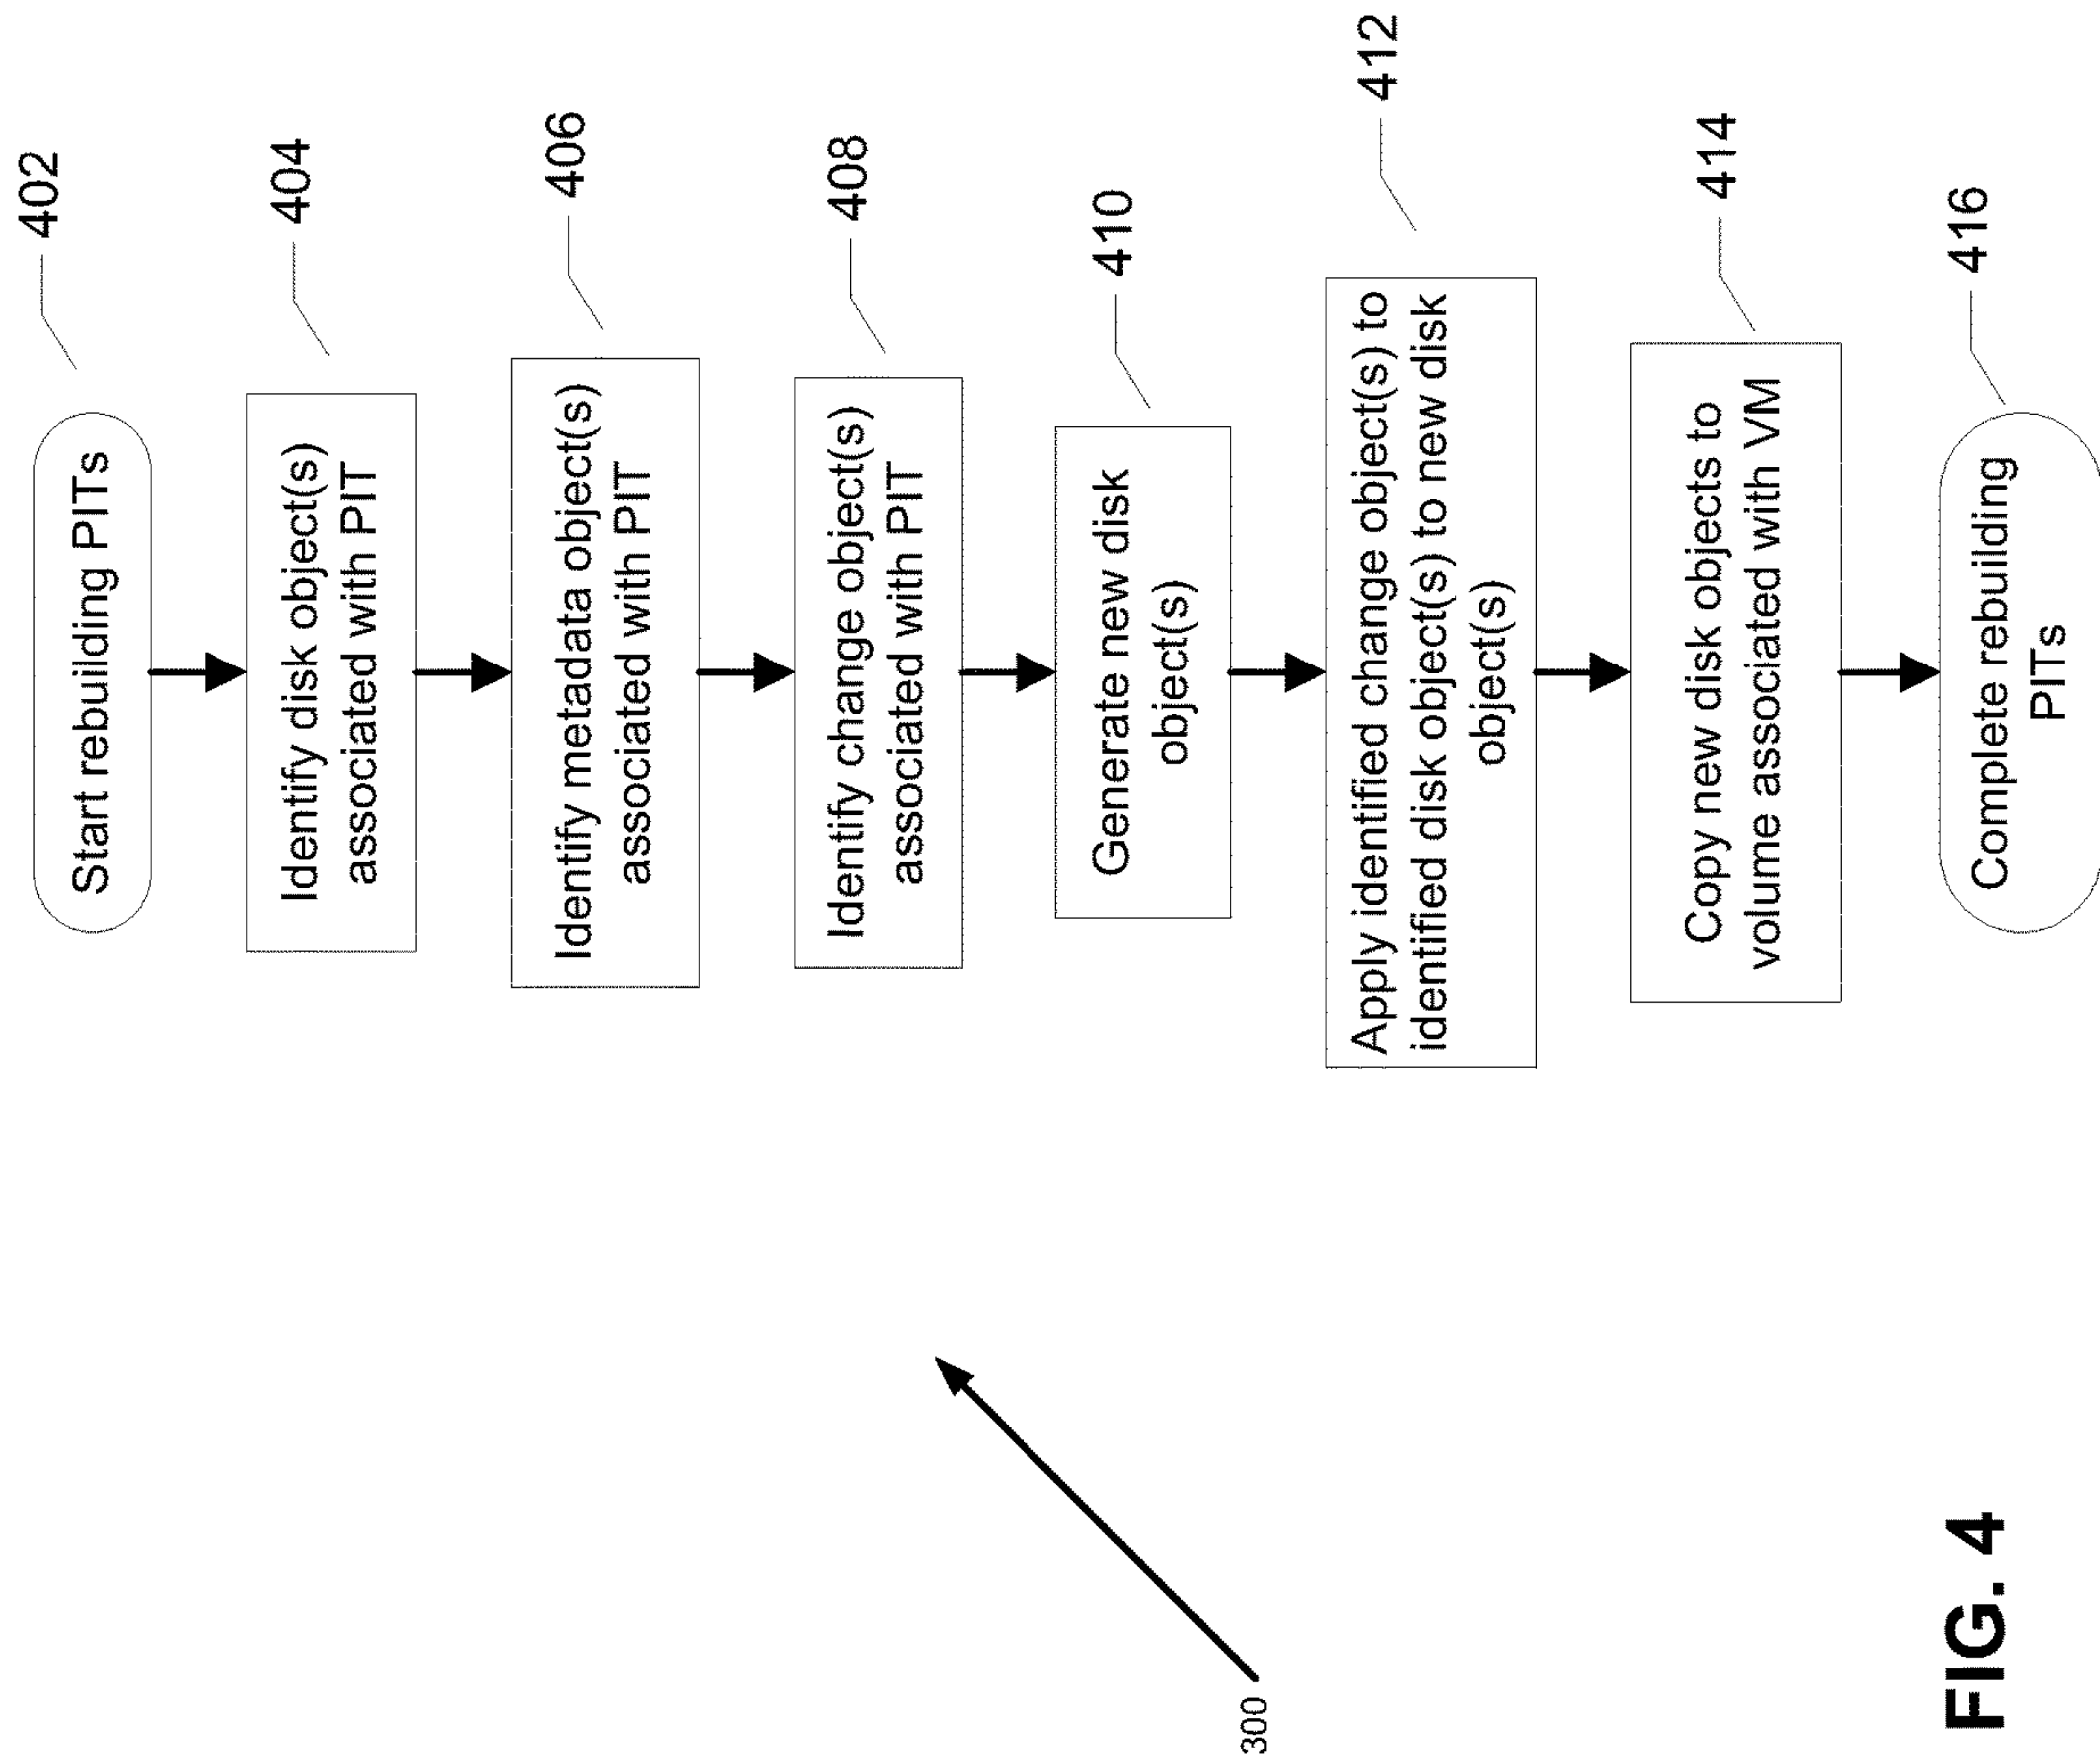 402
Start rebuilding PITs
404
Identify disk object(s)
associated with PIT
406
Identify metadata object(s)
associated with PIT
408
Identify change object(s)
associated with PIT
410
Generate new disk
object(s)
412
Apply identified change object(s) to
identified disk object(s) to new disk
object(s)
414
Copy new disk objects to
volume associated with VM
416
Complete rebuilding
PITs
300
FIG. 4